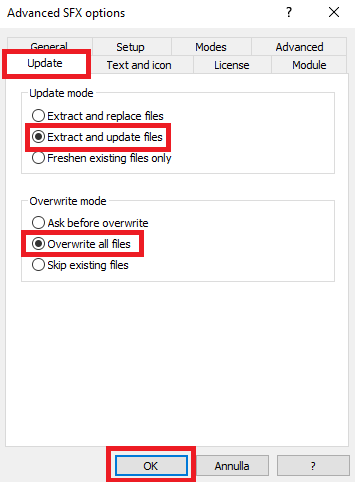 Advanced SFX options
?
General Setup Modes Advanced
Update Text and icon License Module
Update mode
Extract and replace files
Extract and update files
Freshen existing files only
Overwrite mode
Ask before overwrite
Overwrite all files
Skip existing files
OK Annulla ?